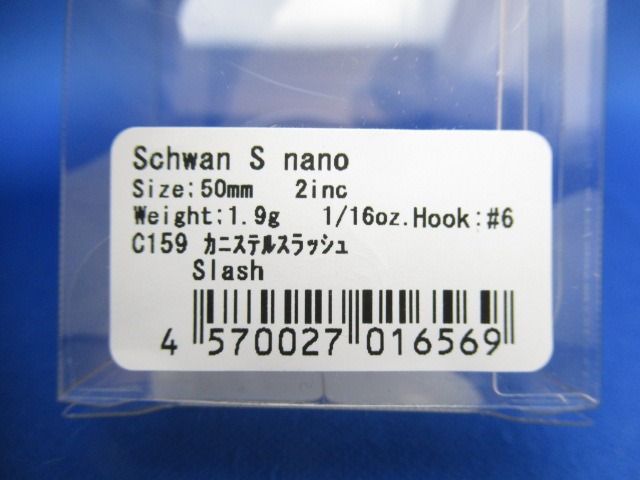 Schwan S nano
Size:50mm 2inc
Weight:1.9g 1/16oz.Hook:#6
C159 ｶﾆｽﾃﾙｽﾗｯｼｭ
Slash
4 570027 016569